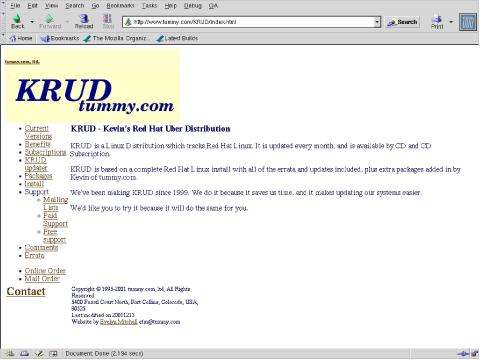 File Edit View Search Go Bookmarks Tasks Help Debug QA
Back Forward Reload Stop http://www.tummy.com/KRUD/index.html Search Print
Home Bookmarks The Mozilla Organiz... Latest Builds
tummy.com, ltd.
KRUD
tummy.com
Current Versions
Benefits
Subscriptions
KRUD updater
Packages
Install
Support
Mailing Lists
Paid Support
Free support
Comments
Errata
Online Order
Mail Order
Contact
KRUD - Kevin's Red Hat Uber Distribution
KRUD is a Linux Distribution which tracks Red Hat Linux. It is updated every month, and is available by CD and CD
Subscription.
KRUD is based on a complete Red Hat Linux install with all of the errata and updates included, plus extra packages added in by
Kevin of tummy.com.
We've been making KRUD since 1999. We do it because it saves us time, and it makes updating our systems easier.
We'd like you to try it because it will do the same for you.
Copyright © 1995-2001 tummy.com, ltd, All Rights
Reserved
5400 Fossil Court North, Fort Collins, Colorado, USA,
80525
Last modified on 20011213
Website by Evelyn Mitchell efm@tummy.com
Document: Done (2.194 secs)